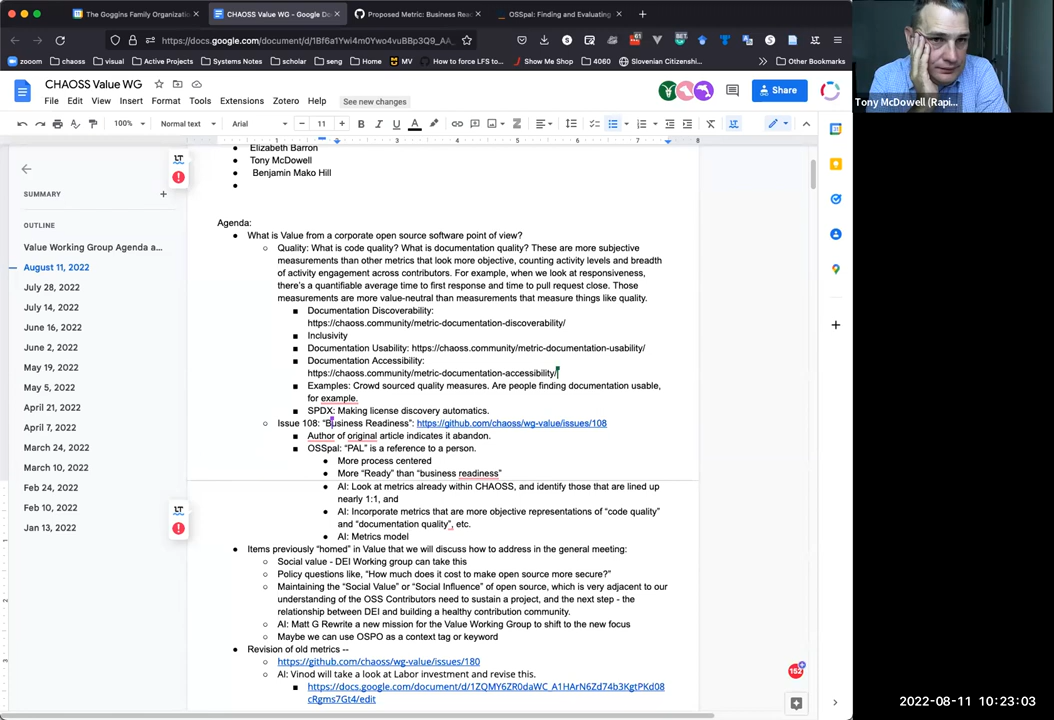 The Goggins Family Organizatio
CHAOSS Value WG - Google Do
Proposed Metric: Business Rea
OSSpal: Finding and Evaluating
https://docs.google.com/document/d/1Bf6a1Ywi4m0Ywo4vuBBp3Q9_AA_
zooom
chaoss
visual
Active Projects
Systems Notes
scholar
seng
Home
MV
How to force LFS to...
Show Me Shop
4060
Slovenian Citizenshi...
Other Bookmarks
CHAOSS Value WG
File Edit View Insert Format Tools Extensions Zotero Help
See new changes
Share
100%
Normal text
Arial
11
Tony McDowell (Rapi...
SUMMARY
OUTLINE
Value Working Group Agenda a...
August 11, 2022
July 28, 2022
July 14, 2022
June 16, 2022
June 2, 2022
May 19, 2022
May 5, 2022
April 21, 2022
April 7, 2022
March 24, 2022
March 10, 2022
Feb 24, 2022
Feb 10, 2022
Jan 13, 2022
Elizabeth Barron
Tony McDowell
Benjamin Mako Hill
Agenda:
What is Value from a corporate open source software point of view?
Quality: What is code quality? What is documentation quality? These are more subjective
measurements than other metrics that look more objective, counting activity levels and breadth
of activity engagement across contributors. For example, when we look at responsiveness,
there's a quantifiable average time to first response and time to pull request close. Those
measurements are more value-neutral than measurements that measure things like quality.
Documentation Discoverability:
https://chaoss.community/metric-documentation-discoverability/
Inclusivity
Documentation Usability: https://chaoss.community/metric-documentation-usability/
Documentation Accessibility:
https://chaoss.community/metric-documentation-accessibility/
Examples: Crowd sourced quality measures. Are people finding documentation usable,
for example.
SPDX: Making license discovery automatics.
Issue 108: "Business Readiness": https://github.com/chaoss/wg-value/issues/108
Author of original article indicates it abandon.
OSSpal: "PAL" is a reference to a person.
More process centered
More "Ready" than "business readiness"
AI: Look at metrics already within CHAOSS, and identify those that are lined up
nearly 1:1, and
AI: Incorporate metrics that are more objective representations of "code quality"
and "documentation quality", etc.
AI: Metrics model
Items previously "homed" in Value that we will discuss how to address in the general meeting:
Social value - DEI Working group can take this
Policy questions like, "How much does it cost to make open source more secure?"
Maintaining the "Social Value" or "Social Influence" of open source, which is very adjacent to our
understanding of the OSS Contributors need to sustain a project, and the next step - the
relationship between DEI and building a healthy contribution community.
AI: Matt G Rewrite a new mission for the Value Working Group to shift to the new focus
Maybe we can use OSPO as a context tag or keyword
Revision of old metrics --
https://github.com/chaoss/wg-value/issues/180
AI: Vinod will take a look at Labor investment and revise this.
https://docs.google.com/document/d/1ZQMY6ZR0daWC_A1HArN6Zd74b3KgtPKd08
cRgms7Gt4/edit
152
2022-08-11 10:23:03